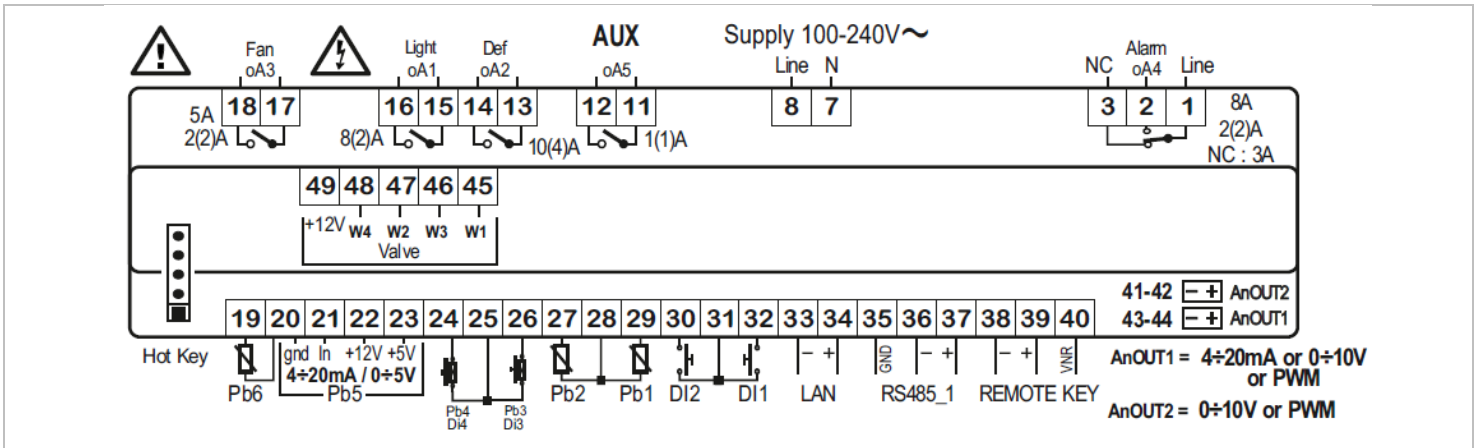 AUX Supply 100-240V~
Fan Light Def Alarm
oA3 oA1 oA2 oA5 Line N NC oA4 Line
5A 18 17 16 15 14 13 12 11 8 7 3 2 1 8A
2(2)A 8(2)A 10(4)A 1(1)A 2(2)A
NC : 3A
49 48 47 46 45
+12V W4 W2 W3 W1
Valve
41-42 - + AnOUT2
19 20 21 22 23 24 25 26 27 28 29 30 31 32 33 34 35 36 37 38 39 40 43-44 - + AnOUT1
Hot Key gnd In +12V +5V - + GND - + - + VNR AnOUT1 = 4÷20mA or 0÷10V
4÷20mA / 0÷5V or PWM
Pb6 Pb5 Pb2 Pb1 DI2 DI1 LAN RS485_1 REMOTE KEY
Pb4 Pb3 AnOUT2 = 0÷10V or PWM
Di4 Di3